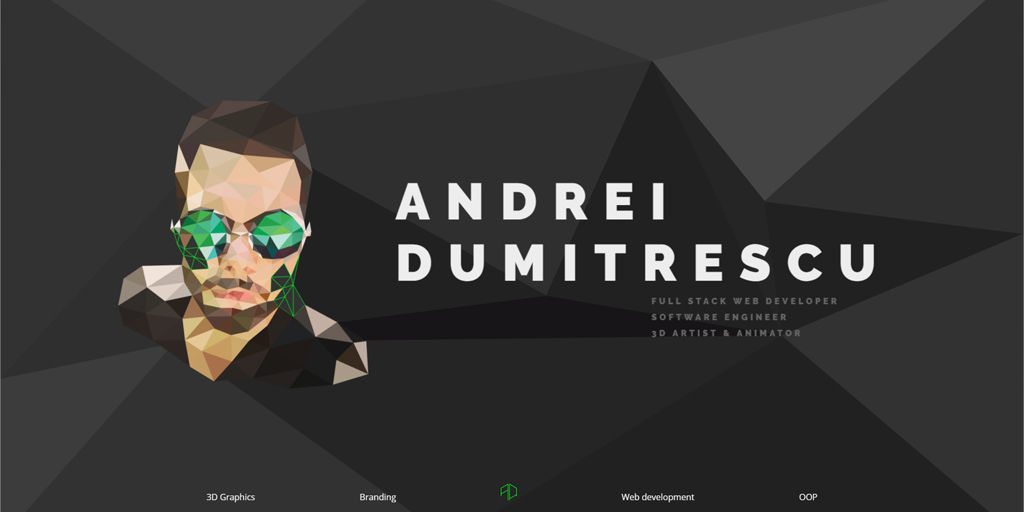 ANDREI
DUMITRESCU
FULL STACK WEB DEVELOPER
SOFTWARE ENGINEER
3D ARTIST & ANIMATOR
3D Graphics
Branding
Web development
OOP